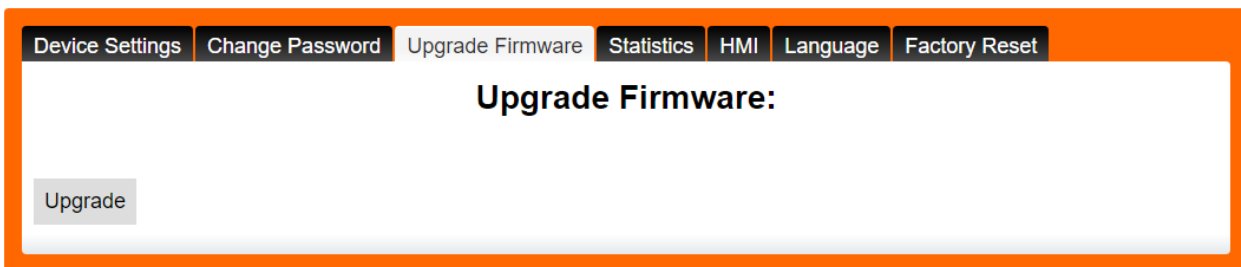 Device Settings Change Password Upgrade Firmware Statistics HMI Language Factory Reset
Upgrade Firmware:
Upgrade